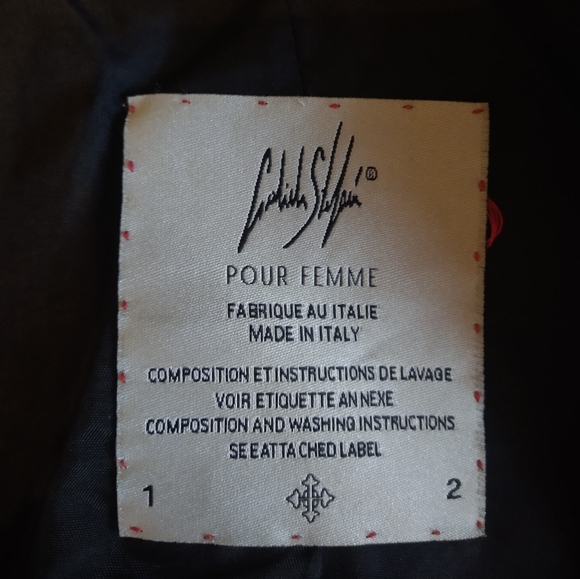 ®
POUR FEMME
FABRIQUE AU ITALIE
MADE IN ITALY
COMPOSITION ET INSTRUCTIONS DE LAVAGE
VOIR ETIQUETTE ANNEXE
COMPOSITION AND WASHING INSTRUCTIONS
SEE ATTACHED LABEL
1 2